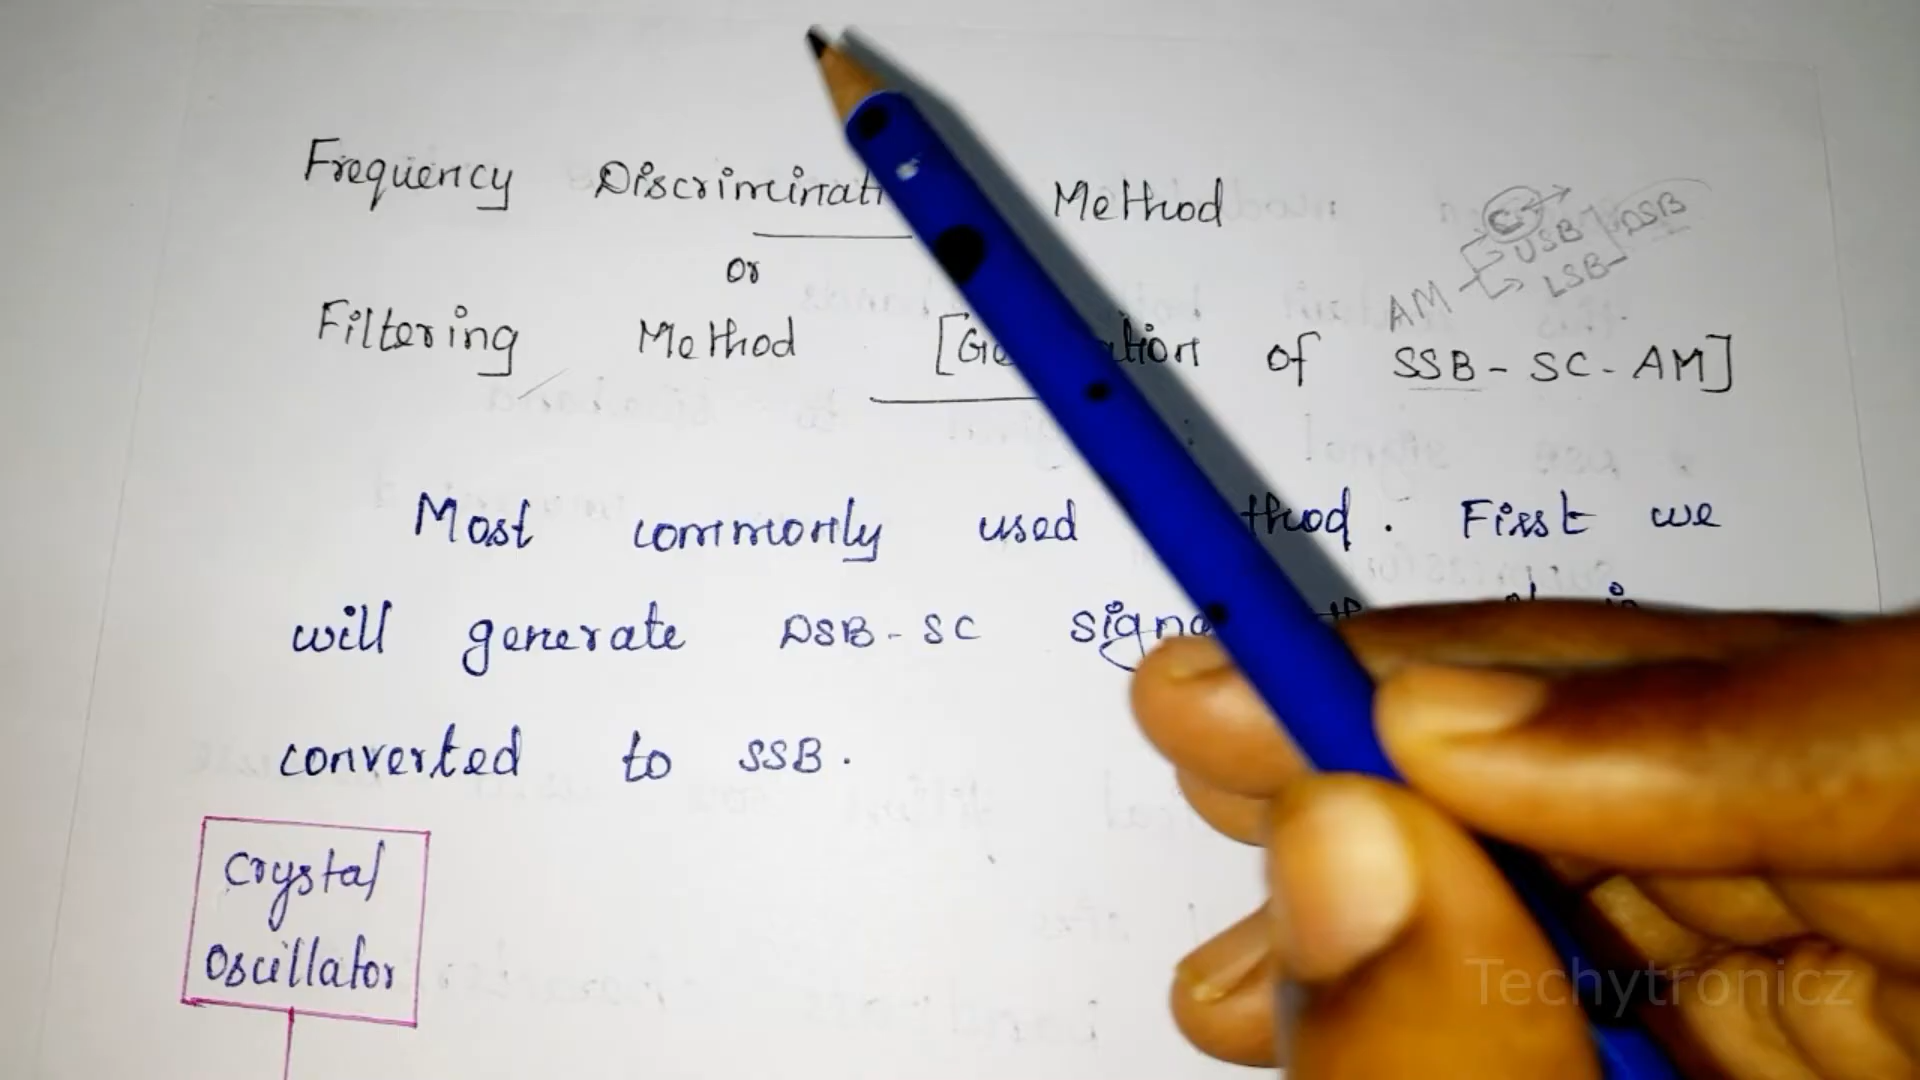 Frequency Method
C
USB DSB
LSB
AM
or
Filtering Method of SSB - SC - AM]
Most commonly used . First we
will generate DSB - SC
converted to SSB .
Crystal
Oscillator
Techytronicz